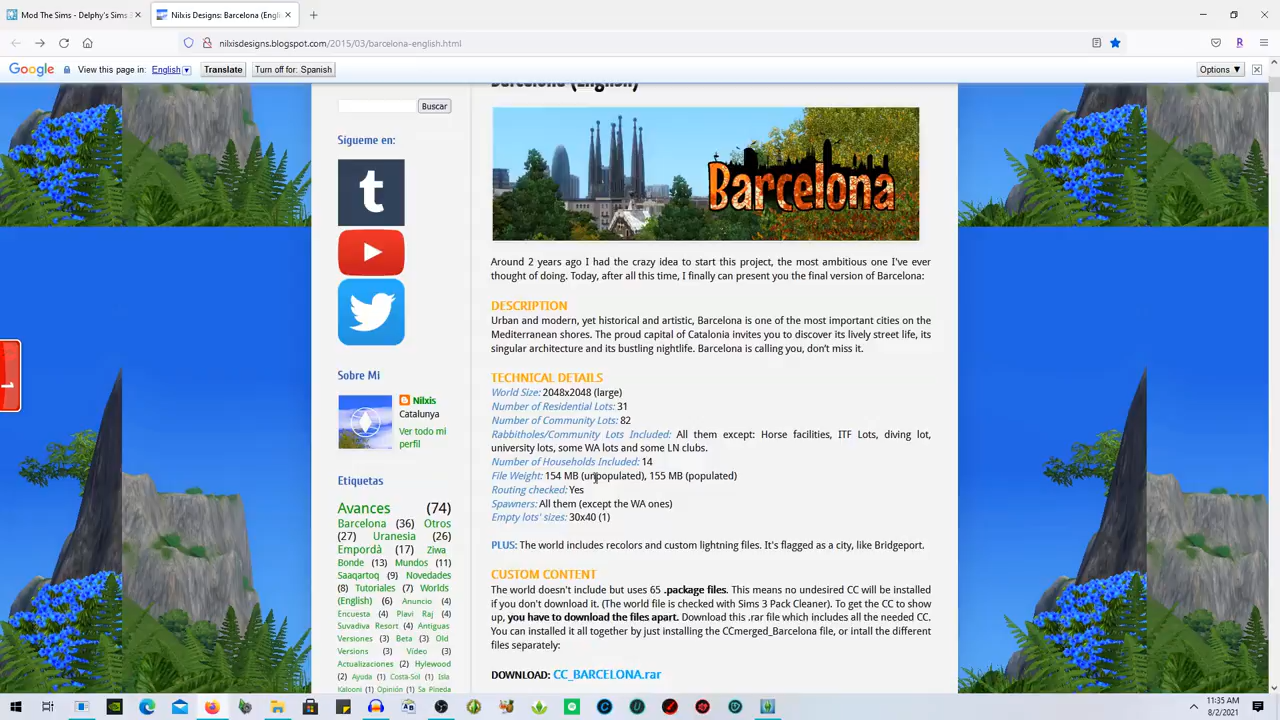 Mod The Sims - Delphy's Sims
Nilxis Designs: Barcelona (Engli
nilxisdesigns.blogspot.com/2015/03/barcelona-english.html
Google View this page in: English Translate Turn off for: Spanish Options ▼
Barcelona (English)
Buscar
Sígueme en:
Barcelona
Around 2 years ago I had the crazy idea to start this project, the most ambitious one I've ever
thought of doing. Today, after all this time, I finally can present you the final version of Barcelona:
DESCRIPTION
Urban and modern, yet historical and artistic, Barcelona is one of the most important cities on the
Mediterranean shores. The proud capital of Catalonia invites you to discover its lively street life, its
singular architecture and its bustling nightlife. Barcelona is calling you, don't miss it.
TECHNICAL DETAILS
World Size: 2048x2048 (large)
Number of Residential Lots: 31
Number of Community Lots: 82
Rabbitholes/Community Lots Included: All them except: Horse facilities, ITF Lots, diving lot,
university lots, some WA lots and some LN clubs.
Number of Households Included: 14
File Weight: 154 MB (unpopulated), 155 MB (populated)
Routing checked: Yes
Spawners: All them (except the WA ones)
Empty lots' sizes: 30x40 (1)
PLUS: The world includes recolors and custom lightning files. It's flagged as a city, like Bridgeport.
CUSTOM CONTENT
The world doesn't include but uses 65 .package files. This means no undesired CC will be installed
if you don't download it. (The world file is checked with Sims 3 Pack Cleaner). To get the CC to show
up, you have to download the files apart. Download this .rar file which includes all the needed CC.
You can installed it all together by just installing the CCmerged_Barcelona file, or intall the different
files separately:
DOWNLOAD: CC_BARCELONA.rar
Sobre Mi
Nilxis
Catalunya
Ver todo mi
perfil
Etiquetas
Avances (74)
Barcelona (36) Otros
(27) Uranesia (26)
Empordà (17) Ziwa
Bonde (13) Mundos (11)
Saaqartoq (9) Novedades
(8) Tutoriales (7) Worlds
(English) (6) Anuncio (4)
Encuesta (4) Plavi Raj (4)
Suvadiva Resort (4) Antiguas
Versiones (3) Beta (3) Old
Versions (3) Vídeo (3)
Actualizaciones (2) Hylewood
(2) Ayuda (1) Costa-Sol (1) Isla
Kalooni (1) Opinión (1) Sa Pineda
1
11:35 AM
8/2/2021